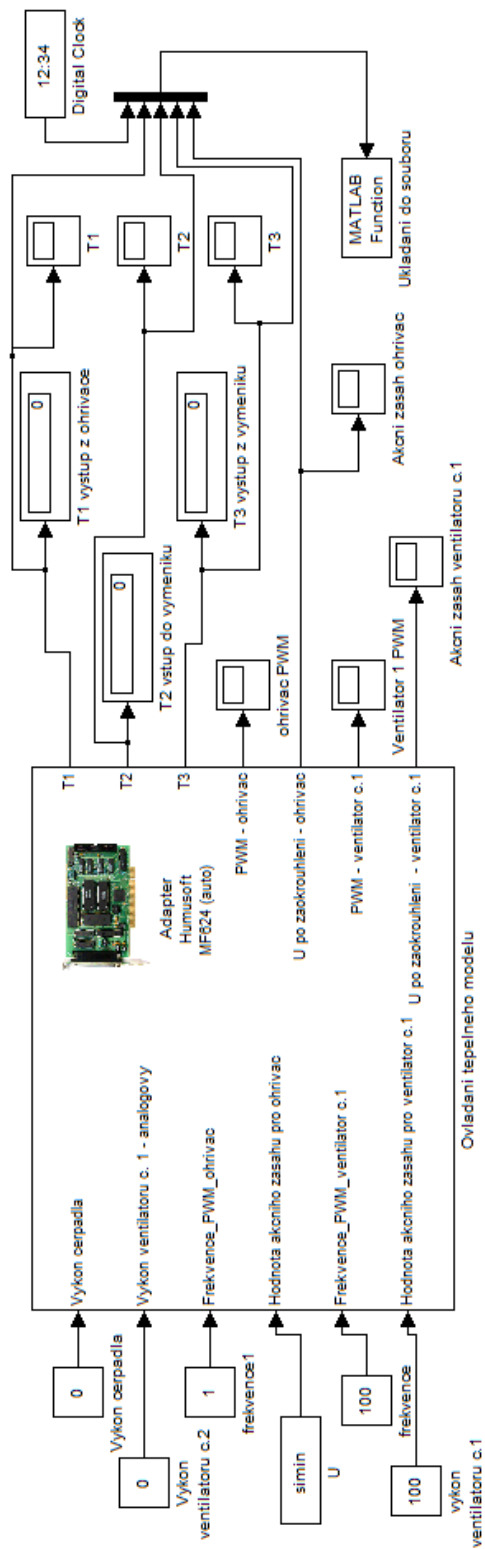 0
Vykon cerpadla
0
Vykon
ventilatoru c.2
1
frekvence1
simin
U
100
frekvence
100
vykon
ventilatoru c.1
Vykon cerpadla
Vykon ventilatoru c. 1 - analogovy
Frekvence_PWM_ohrivac
Hodnota akcniho zasahu pro ohrivac
Frekvence_PWM_ventilator c.1
Hodnota akcniho zasahu pro ventilator c.1
Adapter
Humusoft
MF624 (auto)
T1
T2
T3
PWM - ohrivac
U po zaokrouhleni - ohrivac
PWM - ventilator c.1
U po zaokrouhleni - ventilator c.1
Ovladani tepelneho modelu
0
T1 vystup z ohrivace
0
T2 vstup do vymeniku
0
T3 vystup z vymeniku
ohrivac PWM
Ventilator 1 PWM
Akcni zasah ventilatoru c.1
Akcni zasah ohrivac
T1
T2
T3
12:34
Digital Clock
MATLAB
Function
Ukladani do souboru